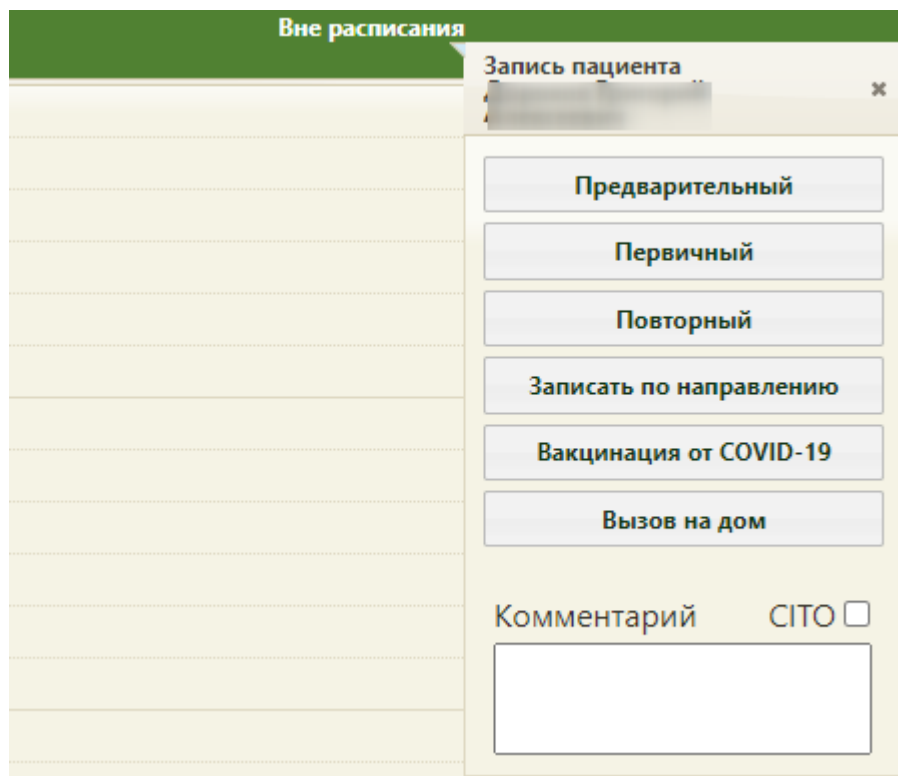 Вне расписания
Запись пациента
Предварительный
Первичный
Повторный
Записать по направлению
Вакцинация от COVID-19
Вызов на дом
Комментарий CITO